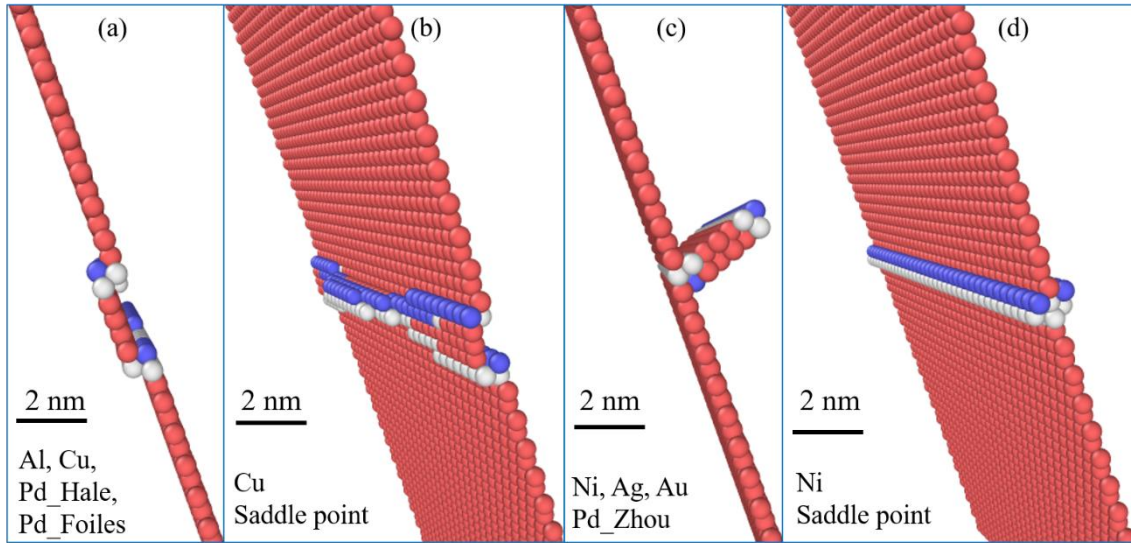 (a)
2 nm
Al, Cu,
Pd_Hale,
Pd_Foiles
(b)
2 nm
Cu
Saddle point
(c)
2 nm
Ni, Ag, Au
Pd_Zhou
(d)
2 nm
Ni
Saddle point